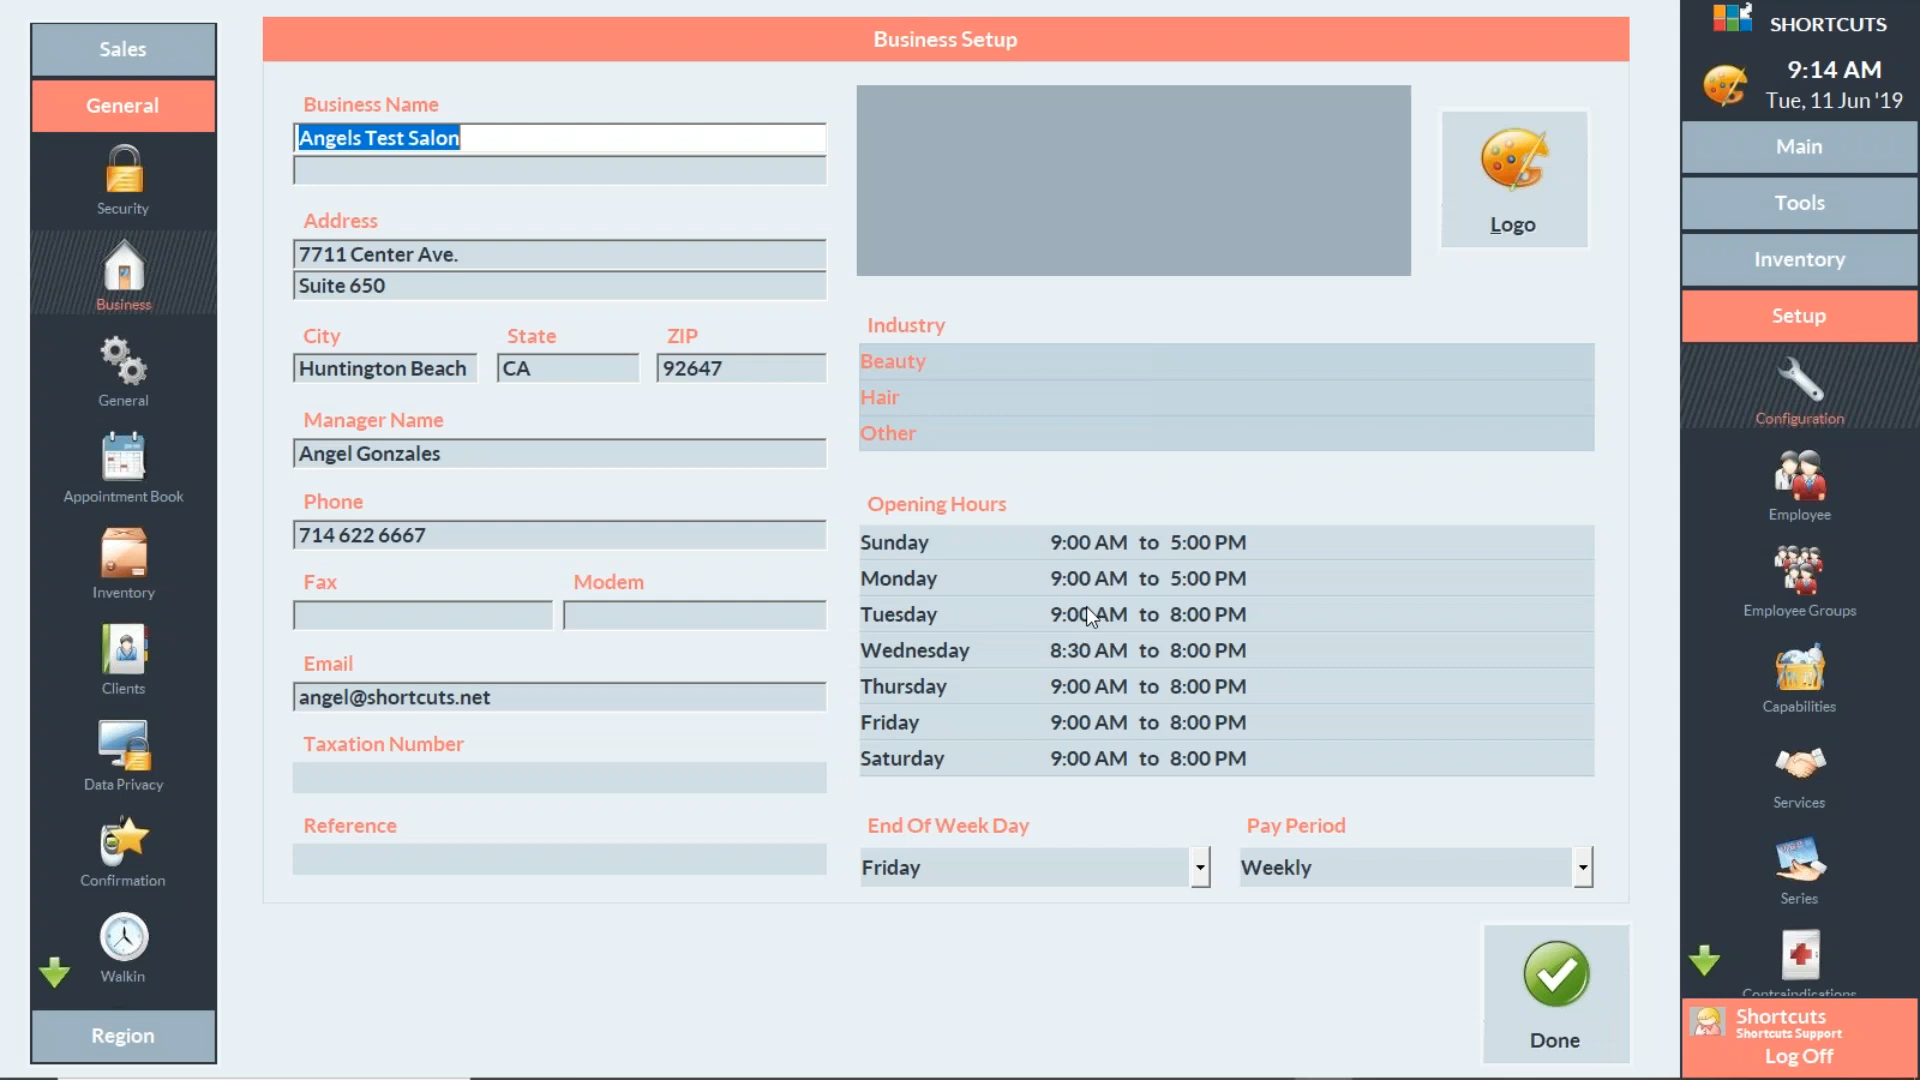 Sales
General
Security
Business
General
Appointment Book
Inventory
Clients
Data Privacy
Confirmation
Walkin
Region
Business Setup
Business Name
Angels Test Salon
Address
7711 Center Ave.
Suite 650
City State ZIP
Huntington Beach CA 92647
Manager Name
Angel Gonzales
Phone
714 622 6667
Fax Modem
Email
angel@shortcuts.net
Taxation Number
Reference
Logo
Industry
Beauty
Hair
Other
Opening Hours
Sunday 9:00 AM to 5:00 PM
Monday 9:00 AM to 5:00 PM
Tuesday 9:00 AM to 8:00 PM
Wednesday 8:30 AM to 8:00 PM
Thursday 9:00 AM to 8:00 PM
Friday 9:00 AM to 8:00 PM
Saturday 9:00 AM to 8:00 PM
End Of Week Day Pay Period
Friday Weekly
Done
SHORTCUTS
9:14 AM
Tue, 11 Jun '19
Main
Tools
Inventory
Setup
Configuration
Employee
Employee Groups
Capabilities
Services
Series
Contraindications
Shortcuts
Shortcuts Support
Log Off